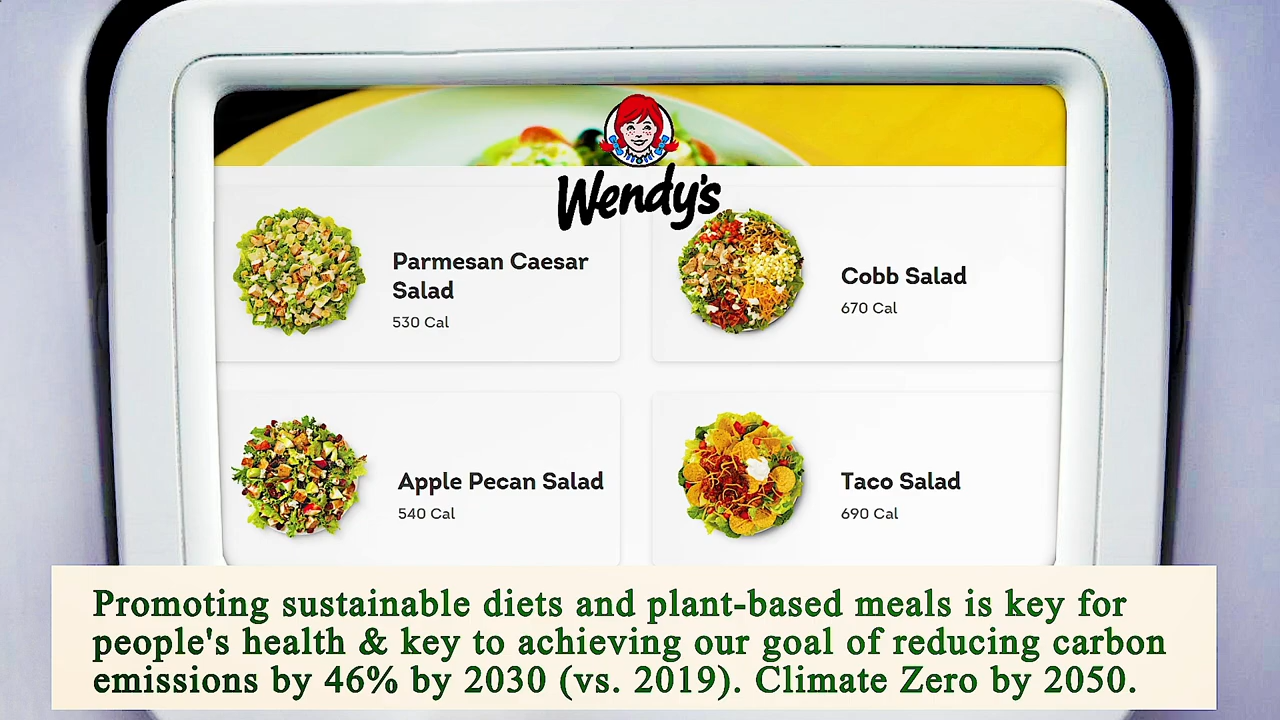 Wendy's
Parmesan Caesar
Salad
530 Cal
Cobb Salad
670 Cal
Apple Pecan Salad
540 Cal
Taco Salad
690 Cal
Promoting sustainable diets and plant-based meals is key for
people's health & key to achieving our goal of reducing carbon
emissions by 46% by 2030 (vs. 2019). Climate Zero by 2050.